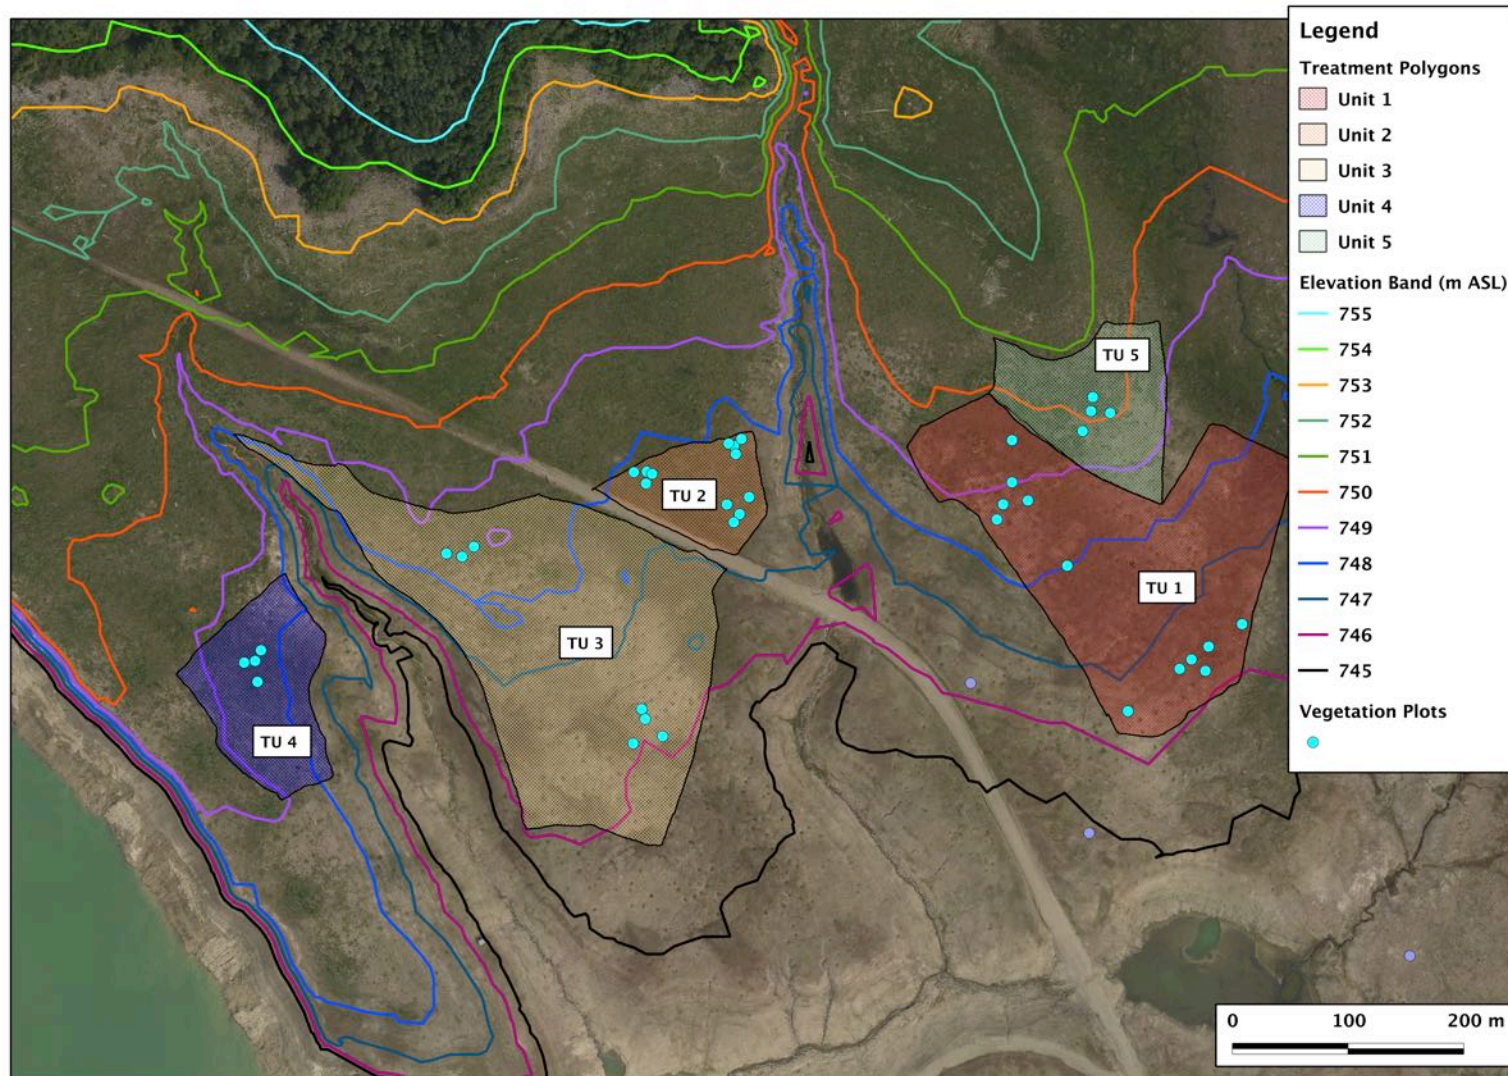 Legend
Treatment Polygons
Unit 1
Unit 2
Unit 3
Unit 4
Unit 5
Elevation Band (m ASL)
755
754
753
752
751
750
749
748
747
746
745
Vegetation Plots
TU 5
TU 2
TU 1
TU 3
TU 4
0 100 200 m